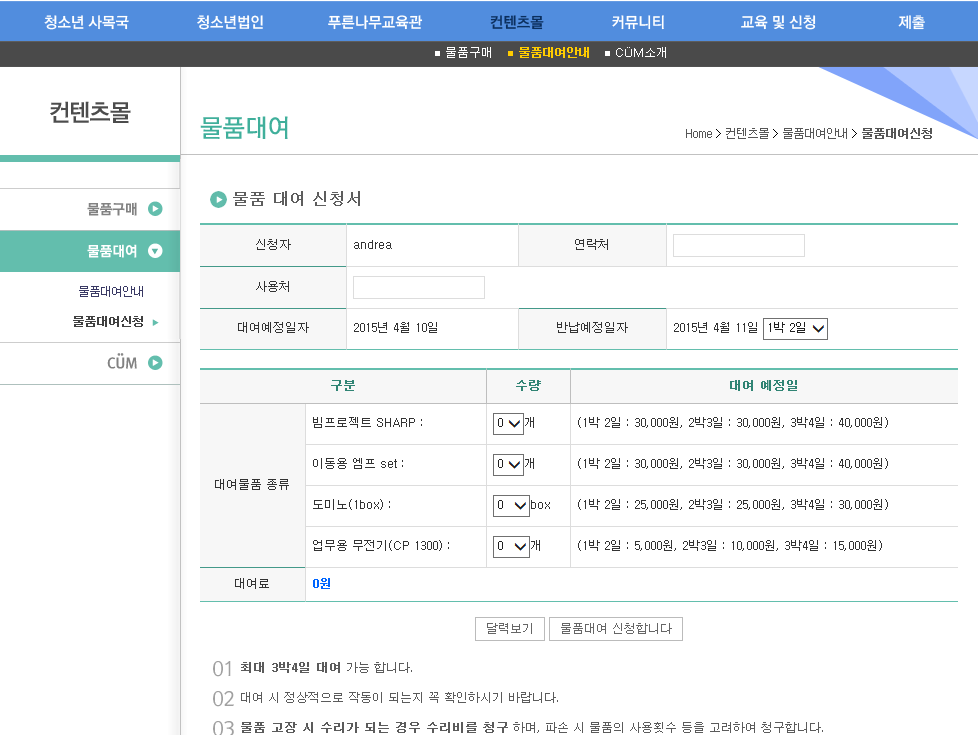 청소년 사목국 청소년법인 푸른나무교육관 컨텐츠몰 커뮤니티 교육 및 신청 제출
■ 물품구매 ■ 물품대여안내 ■ CÜM소개
컨텐츠몰
물품대여
Home > 컨텐츠몰 > 물품대여안내 > 물품대여신청
물품구매
물품대여
물품대여안내
물품대여신청
CÜM
물품 대여 신청서
신청자 andrea 연락처
사용처
대여예정일자 2015년 4월 10일 반납예정일자 2015년 4월 11일 1박 2일
구분 수량 대여 예정일
대여물품 종류
빔프로젝트 SHARP : 0 개 (1박 2일 : 30,000원, 2박3일 : 30,000원, 3박4일 : 40,000원)
이동용 엠프 set : 0 개 (1박 2일 : 30,000원, 2박3일 : 30,000원, 3박4일 : 40,000원)
도미노(1box) : 0 box (1박 2일 : 25,000원, 2박3일 : 25,000원, 3박4일 : 30,000원)
업무용 무전기(CP 1300) : 0 개 (1박 2일 : 5,000원, 2박3일 : 10,000원, 3박4일 : 15,000원)
대여료 0원
달력보기 물품대여 신청합니다
01 최대 3박4일 대여 가능 합니다.
02 대여 시 정상적으로 작동이 되는지 꼭 확인하시기 바랍니다.
03 물품 고장 시 수리가 되는 경우 수리비를 청구 하며, 파손 시 물품의 사용횟수 등을 고려하여 청구합니다.